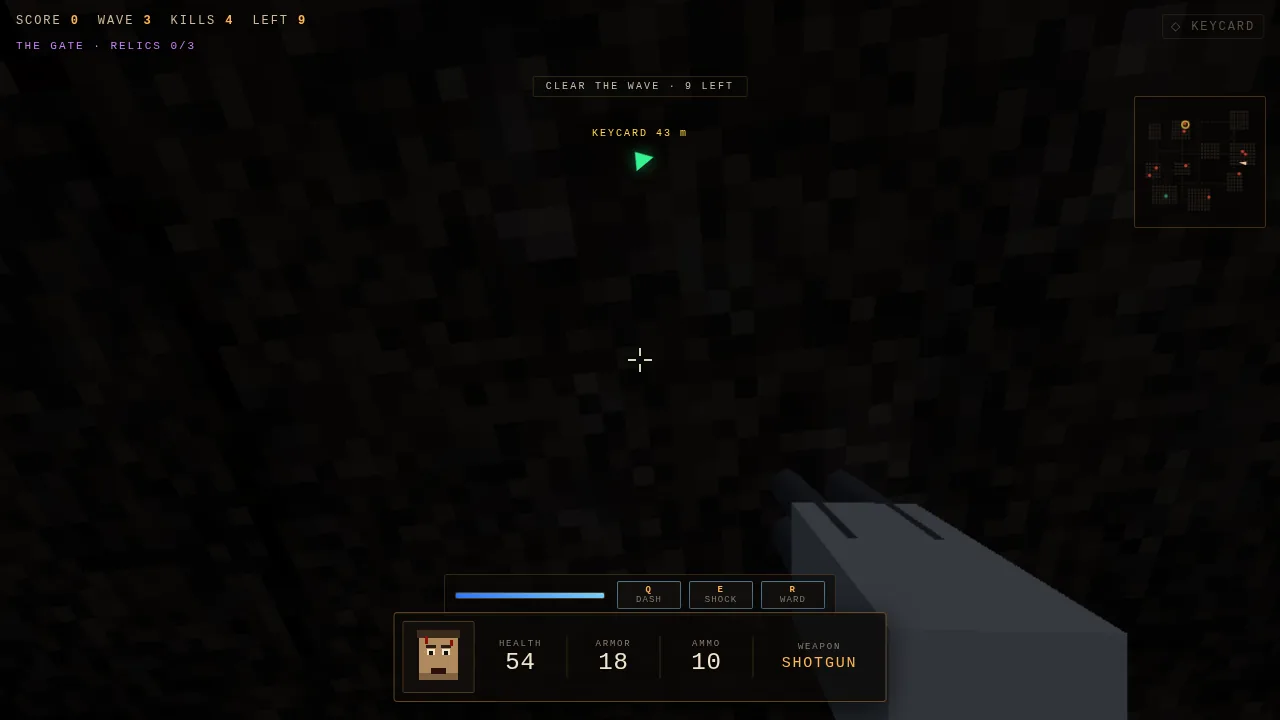 SCORE 0 WAVE 3 KILLS 4 LEFT 9
◇ KEYCARD
THE GATE · RELICS 0/3
CLEAR THE WAVE · 9 LEFT
KEYCARD 43 m
Q E R
DASH SHOCK WARD
HEALTH ARMOR AMMO WEAPON
54 18 10 SHOTGUN